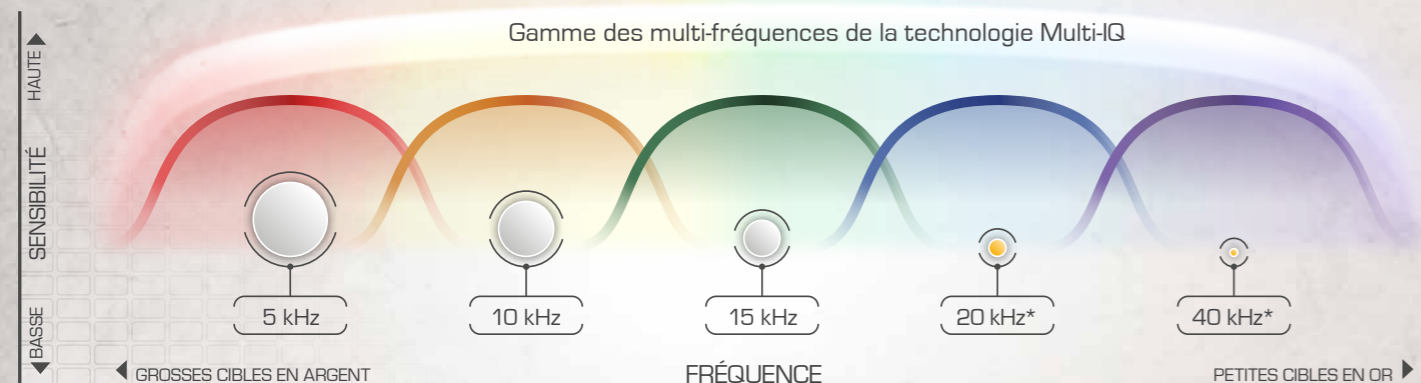 Gamme des multi-fréquences de la technologie Multi-IQ
HAUTE
SENSIBILITÉ
BASSE
5 kHz
10 kHz
15 kHz
20 kHz*
40 kHz*
GROSSES CIBLES EN ARGENT
FRÉQUENCE
PETITES CIBLES EN OR